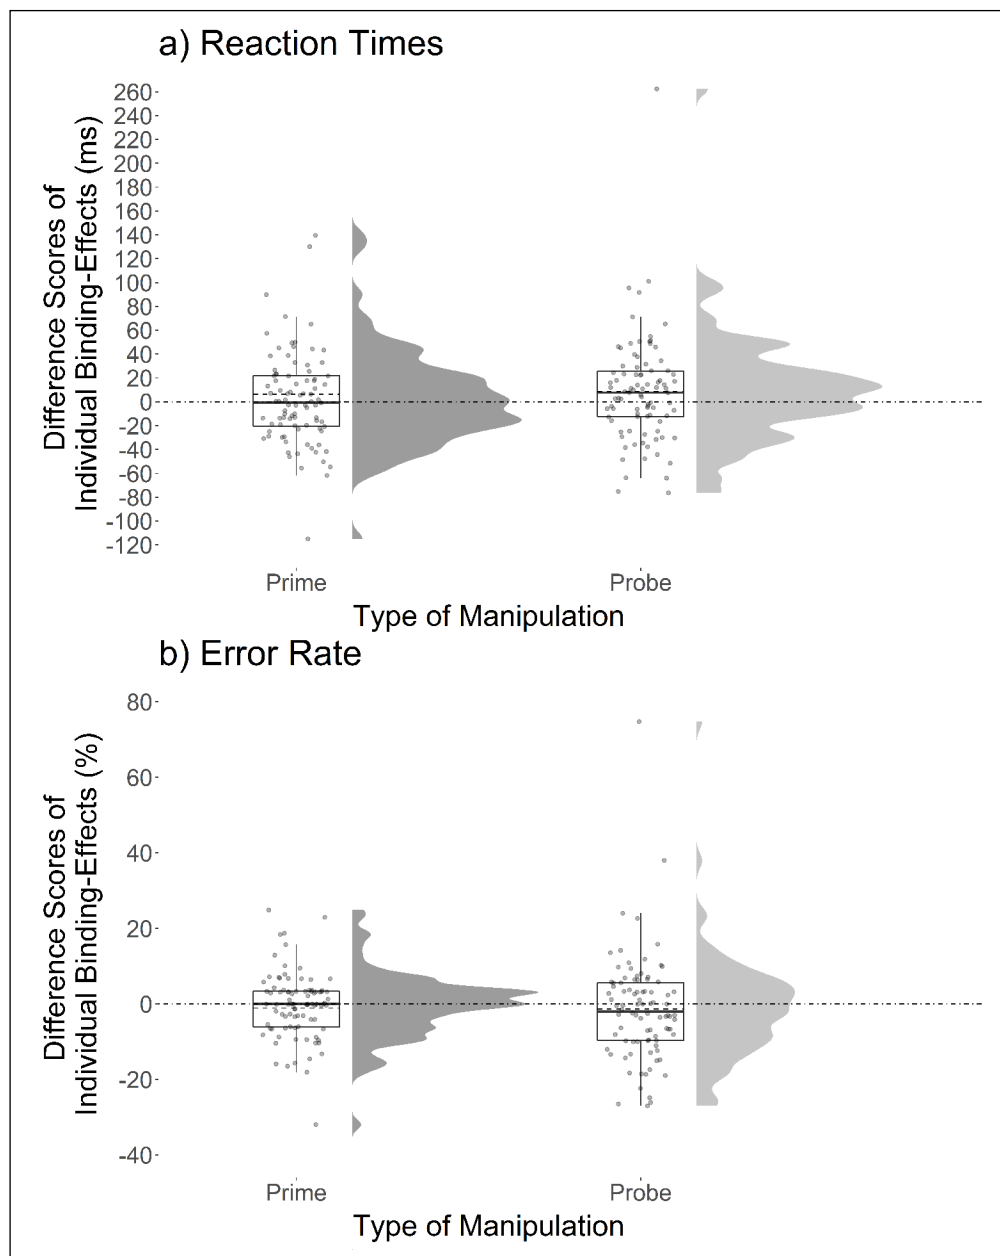 a) Reaction Times
Difference Scores of
Individual Binding-Effects (ms)
260
240
220
200
180
160
140
120
100
80
60
40
20
0
-20
-40
-60
-80
-100
-120
Prime
Probe
Type of Manipulation
b) Error Rate
Difference Scores of
Individual Binding-Effects (%)
80
60
40
20
0
-20
-40
Prime
Probe
Type of Manipulation